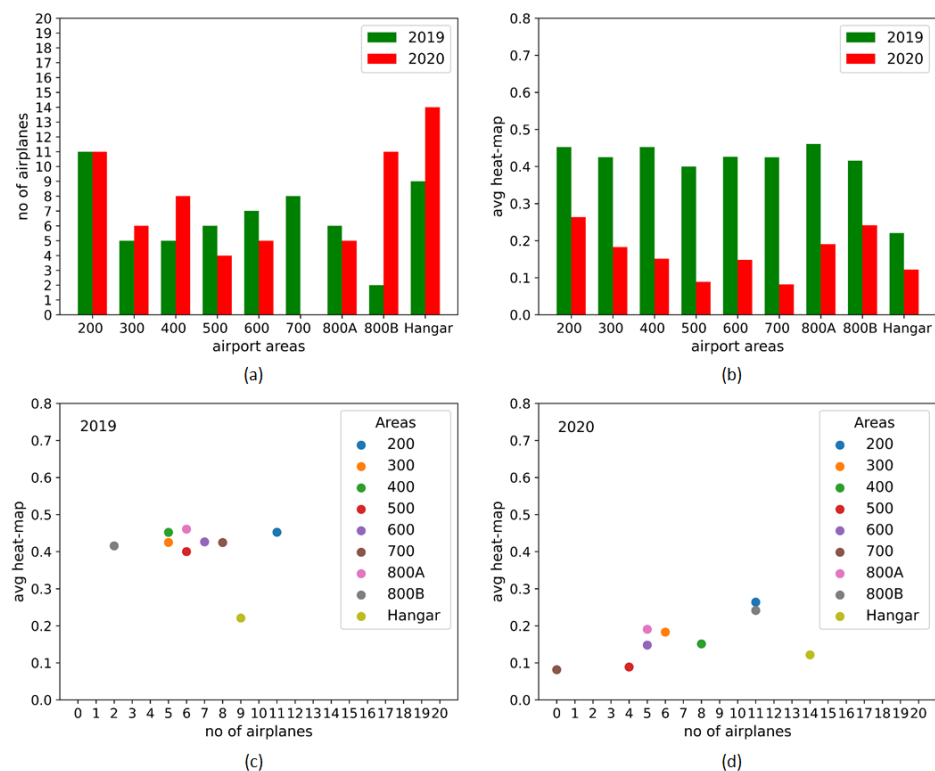 20
19
18
17
16
15
14
13
12
11
10
9
8
7
6
5
4
3
2
1
0
no of airplanes
2019
2020
200 300 400 500 600 700 800A 800B Hangar
airport areas
(a)
0.8
0.7
0.6
0.5
0.4
0.3
0.2
0.1
0.0
avg heat-map
2019
2020
200 300 400 500 600 700 800A 800B Hangar
airport areas
(b)
0.8
0.7
0.6
0.5
0.4
0.3
0.2
0.1
0.0
avg heat-map
2019
Areas
200
300
400
500
600
700
800A
800B
Hangar
0 1 2 3 4 5 6 7 8 9 10 11 12 13 14 15 16 17 18 19 20
no of airplanes
(c)
0.8
0.7
0.6
0.5
0.4
0.3
0.2
0.1
0.0
avg heat-map
2020
Areas
200
300
400
500
600
700
800A
800B
Hangar
0 1 2 3 4 5 6 7 8 9 10 11 12 13 14 15 16 17 18 19 20
no of airplanes
(d)